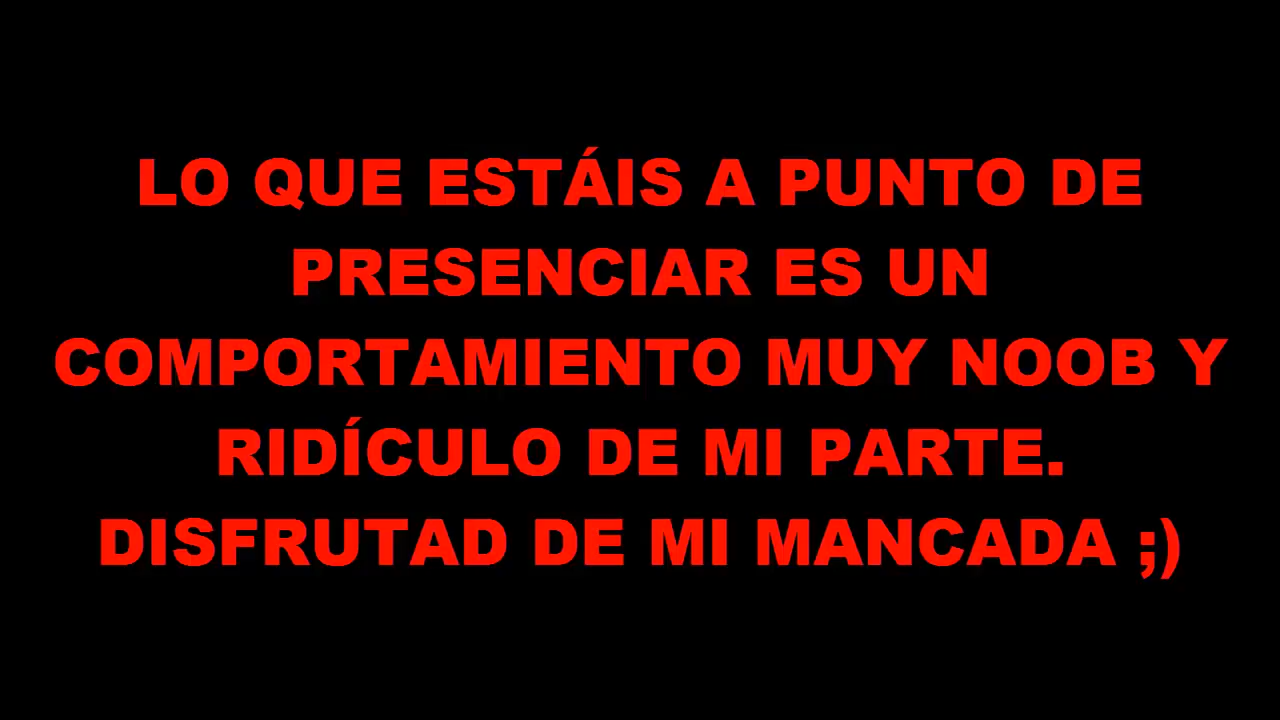 LO QUE ESTÁIS A PUNTO DE
PRESENCIAR ES UN
COMPORTAMIENTO MUY NOOB Y
RIDÍCULO DE MI PARTE.
DISFRUTAD DE MI MANCADA ;)